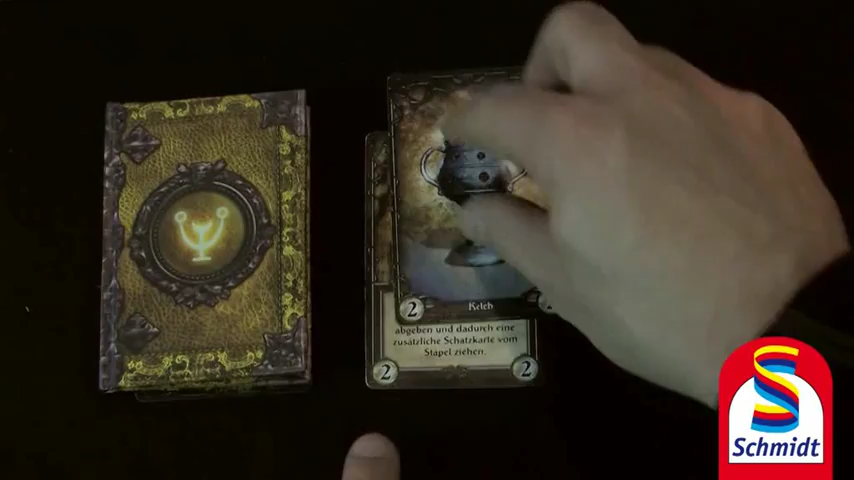 2
Kelch
abgeben und dadurch eine
zusätzliche Schatzkarte vom
Stapel ziehen.
2
2
Schmidt